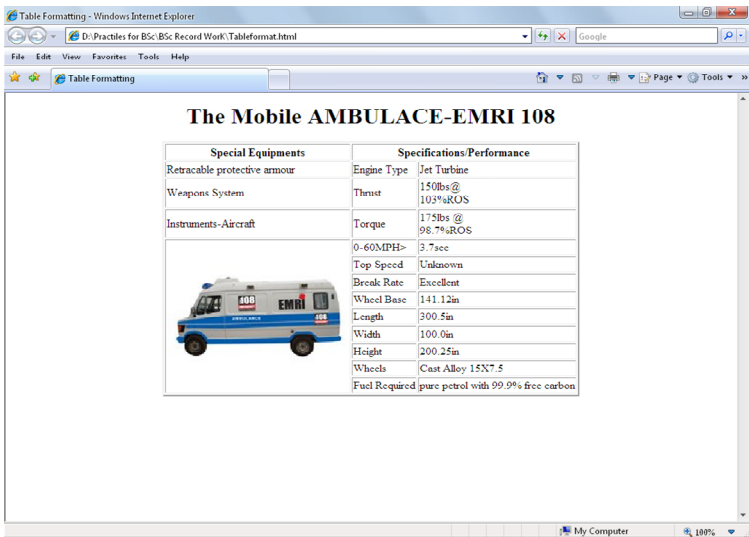 Table Formatting - Windows Internet Explorer
D:\Practiles for BSc\BSc Record WorK\Tableformat.html
Google
File Edit View Favorites Tools Help
Table Formatting
Page Tools »
The Mobile AMBULACE-EMRI 108
Special Equipments Specifications/Performance
Retracable protective armour Engine Type Jet Turbine
Weapons System Thrust 150lbs@
103%ROS
Instruments-Aircraft Torque 175lbs @
98.7%ROS
0-60MPH> 3.7sec
Top Speed Unknown
Break Rate Excellent
Wheel Base 141.12in
Length 300.5in
Width 100.0in
Height 200.25in
Wheels Cast Alloy 15X7.5
Fuel Required pure petrol with 99.9% free carbon
108 EMRI
AMBULANCE 108
My Computer 100%